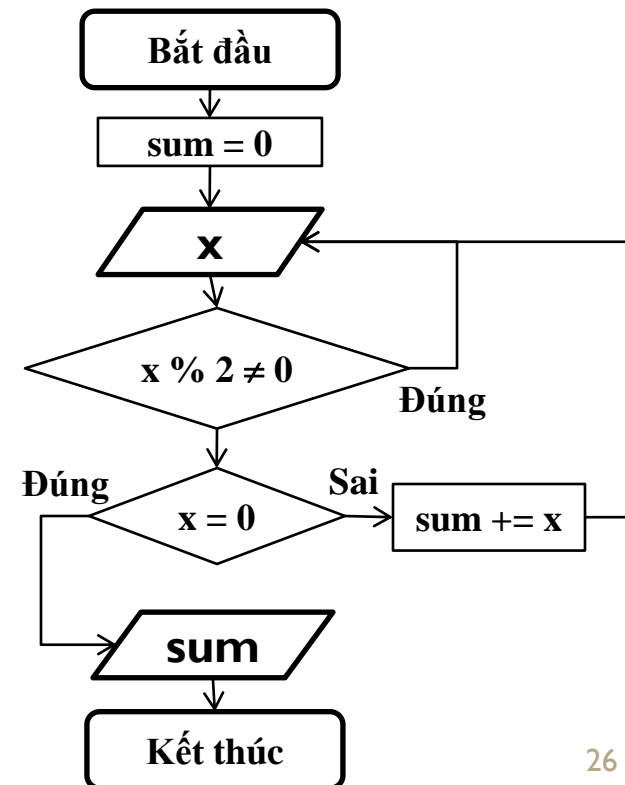 Bắt đầu
sum = 0
x
x % 2 ≠ 0
Đúng
Đúng
Sai
x = 0
sum += x
sum
Kết thúc
26